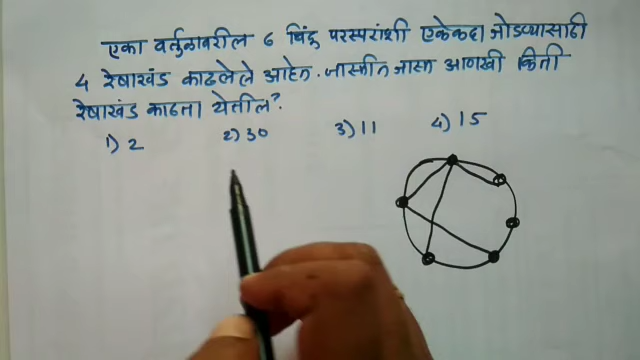 एका वर्तुळावरील 6 बिंदू परस्परांशी एकेकदा जोडण्यासाठी
4 रेषाखंड काढलेले आहेत. जास्तीत जास्त आणखी किती
रेषाखंड काढता येतील?
1) 2 2) 30 3) 11 4) 15